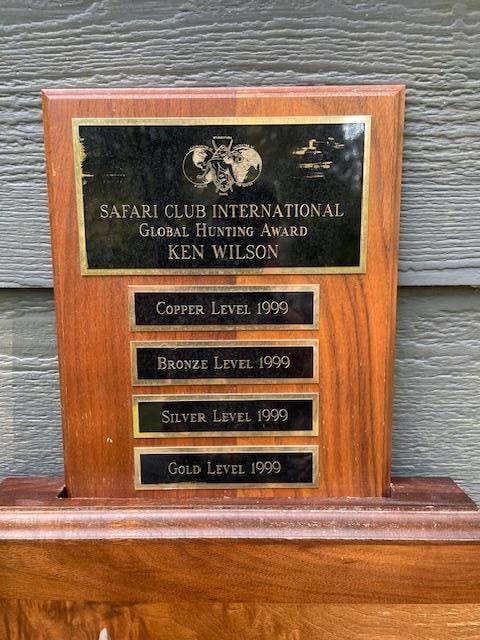 SAFARI CLUB INTERNATIONAL
GLOBAL HUNTING AWARD
KEN WILSON
COPPER LEVEL 1999
BRONZE LEVEL 1999
SILVER LEVEL 1999
GOLD LEVEL 1999